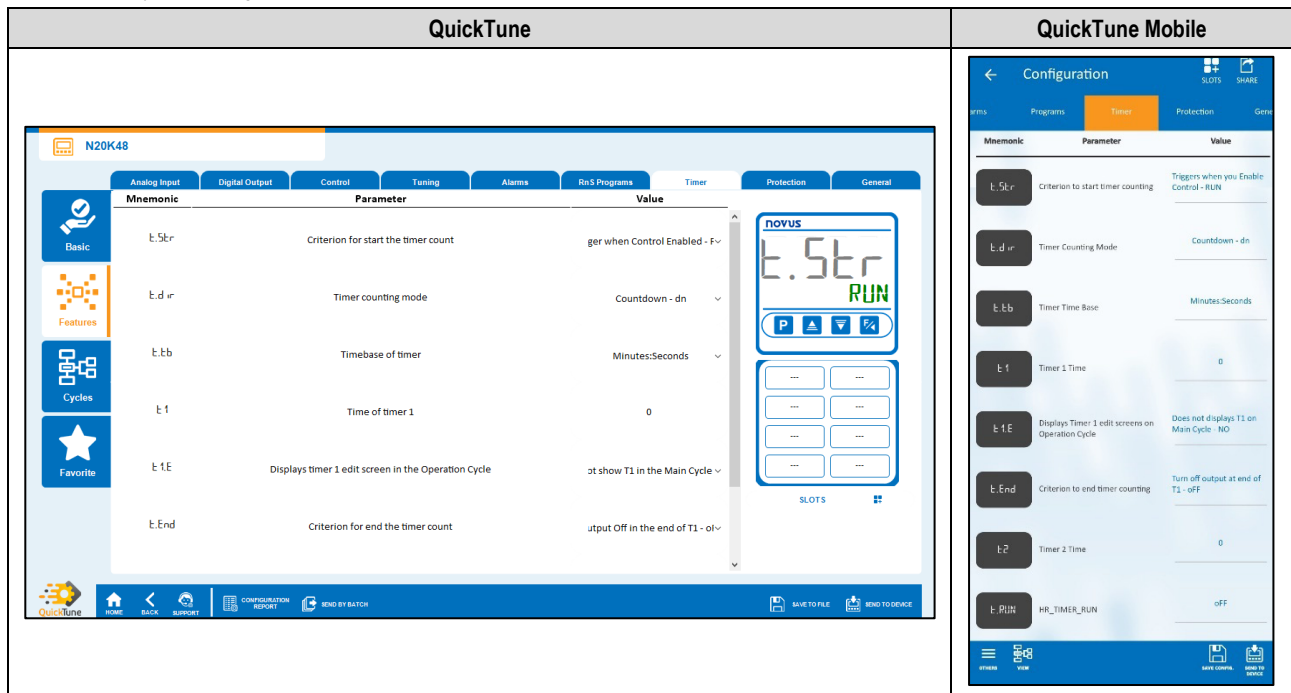 QuickTune
QuickTune Mobile
N20K48
Analog Input
Digital Output
Control
Tuning
Alarms
RnS Programs
Timer
Protection
General
Mnemonic
Parameter
Value
Basic
Features
Cycles
Favorite
t.Str
Criterion for start the timer count
ger when Control Enabled - F
t.dir
Timer counting mode
Countdown - dn
t.tb
Timebase of timer
Minutes:Seconds
t1
Time of timer 1
0
t1.E
Displays timer 1 edit screen in the Operation Cycle
ot show T1 in the Main Cycle
t.End
Criterion for end the timer count
utput Off in the end of T1 - ol
novus
t.Str
RUN
P
F/4
--- ---
--- ---
--- ---
--- ---
SLOTS
QuickTune
HOME
BACK
SUPPORT
CONFIGURATION
REPORT
SEND BY BATCH
SAVE TO FILE
SEND TO DEVICE
Configuration
SLOTS
SHARE
arms
Programs
Timer
Protection
Gene
Mnemonic
Parameter
Value
t.Str
Criterion to start timer counting
Triggers when you Enable
Control - RUN
t.dir
Timer Counting Mode
Countdown - dn
t.tb
Timer Time Base
Minutes:Seconds
t1
Timer 1 Time
0
t1.E
Displays Timer 1 edit screens on
Operation Cycle
Does not displays T1 on
Main Cycle - NO
t.End
Criterion to end timer counting
Turn off output at end of
T1 - oFF
t2
Timer 2 Time
0
t.RUN
HR_TIMER_RUN
oFF
OTHERS
VIEW
SAVE CONFIG.
SEND TO
DEVICE